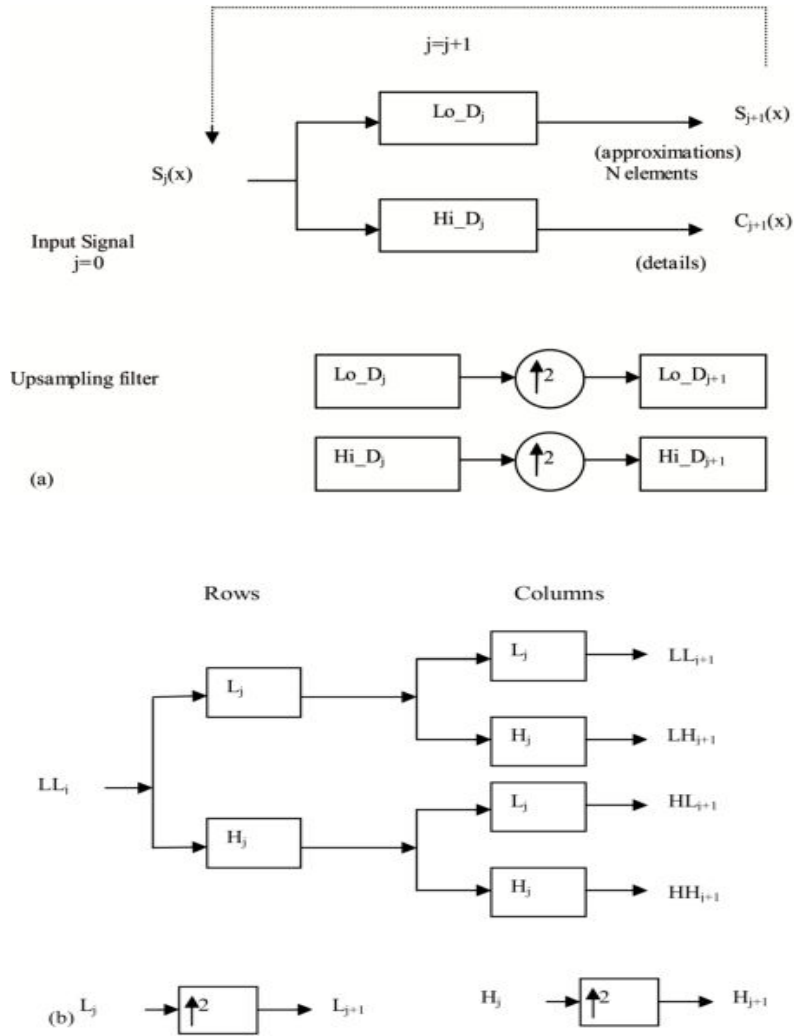 j=j+1
Lo_Dj
Sj+1(x)
(approximations)
N elements
Sj(x)
Hi_Dj
Cj+1(x)
Input Signal
j=0
(details)
Upsampling filter
Lo_Dj
2
Lo_Dj+1
Hi_Dj
2
Hi_Dj+1
(a)
Rows
Columns
Lj
LLj+1
Lj
Hj
LHj+1
LLj
Lj
HLj+1
Hj
Hj
HHj+1
(b) Lj
2
Lj+1
Hj
2
Hj+1